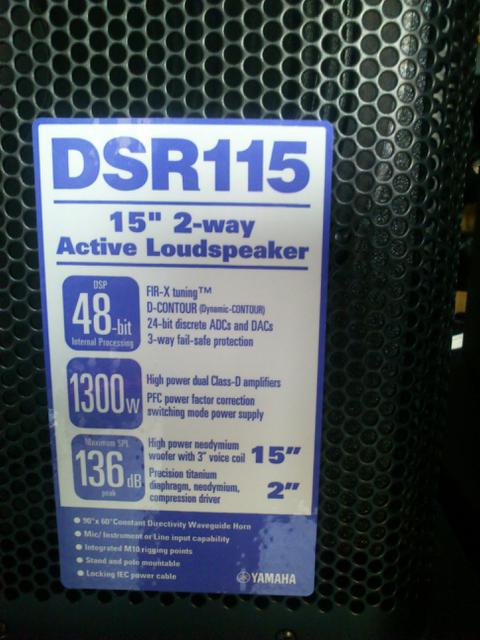 DSR115
15" 2-way
Active Loudspeaker
DSP
48-bit
Internal Processing
FIR-X tuning™
D-CONTOUR (Dynamic-CONTOUR)
24-bit discrete ADCs and DACs
3-way fail-safe protection
1300W
High power dual Class-D amplifiers
PFC power factor correction
switching mode power supply
Maximum SPL
136 dB
peak
High power neodymium
woofer with 3" voice coil 15"
Precision titanium
diaphragm, neodymium,
compression driver 2"
● 90°x 60°Constant Directivity Waveguide Horn
● Mic/ Instrument or Line input capability
● Integrated M10 rigging points
● Stand and pole mountable
● Locking IEC power cable
YAMAHA